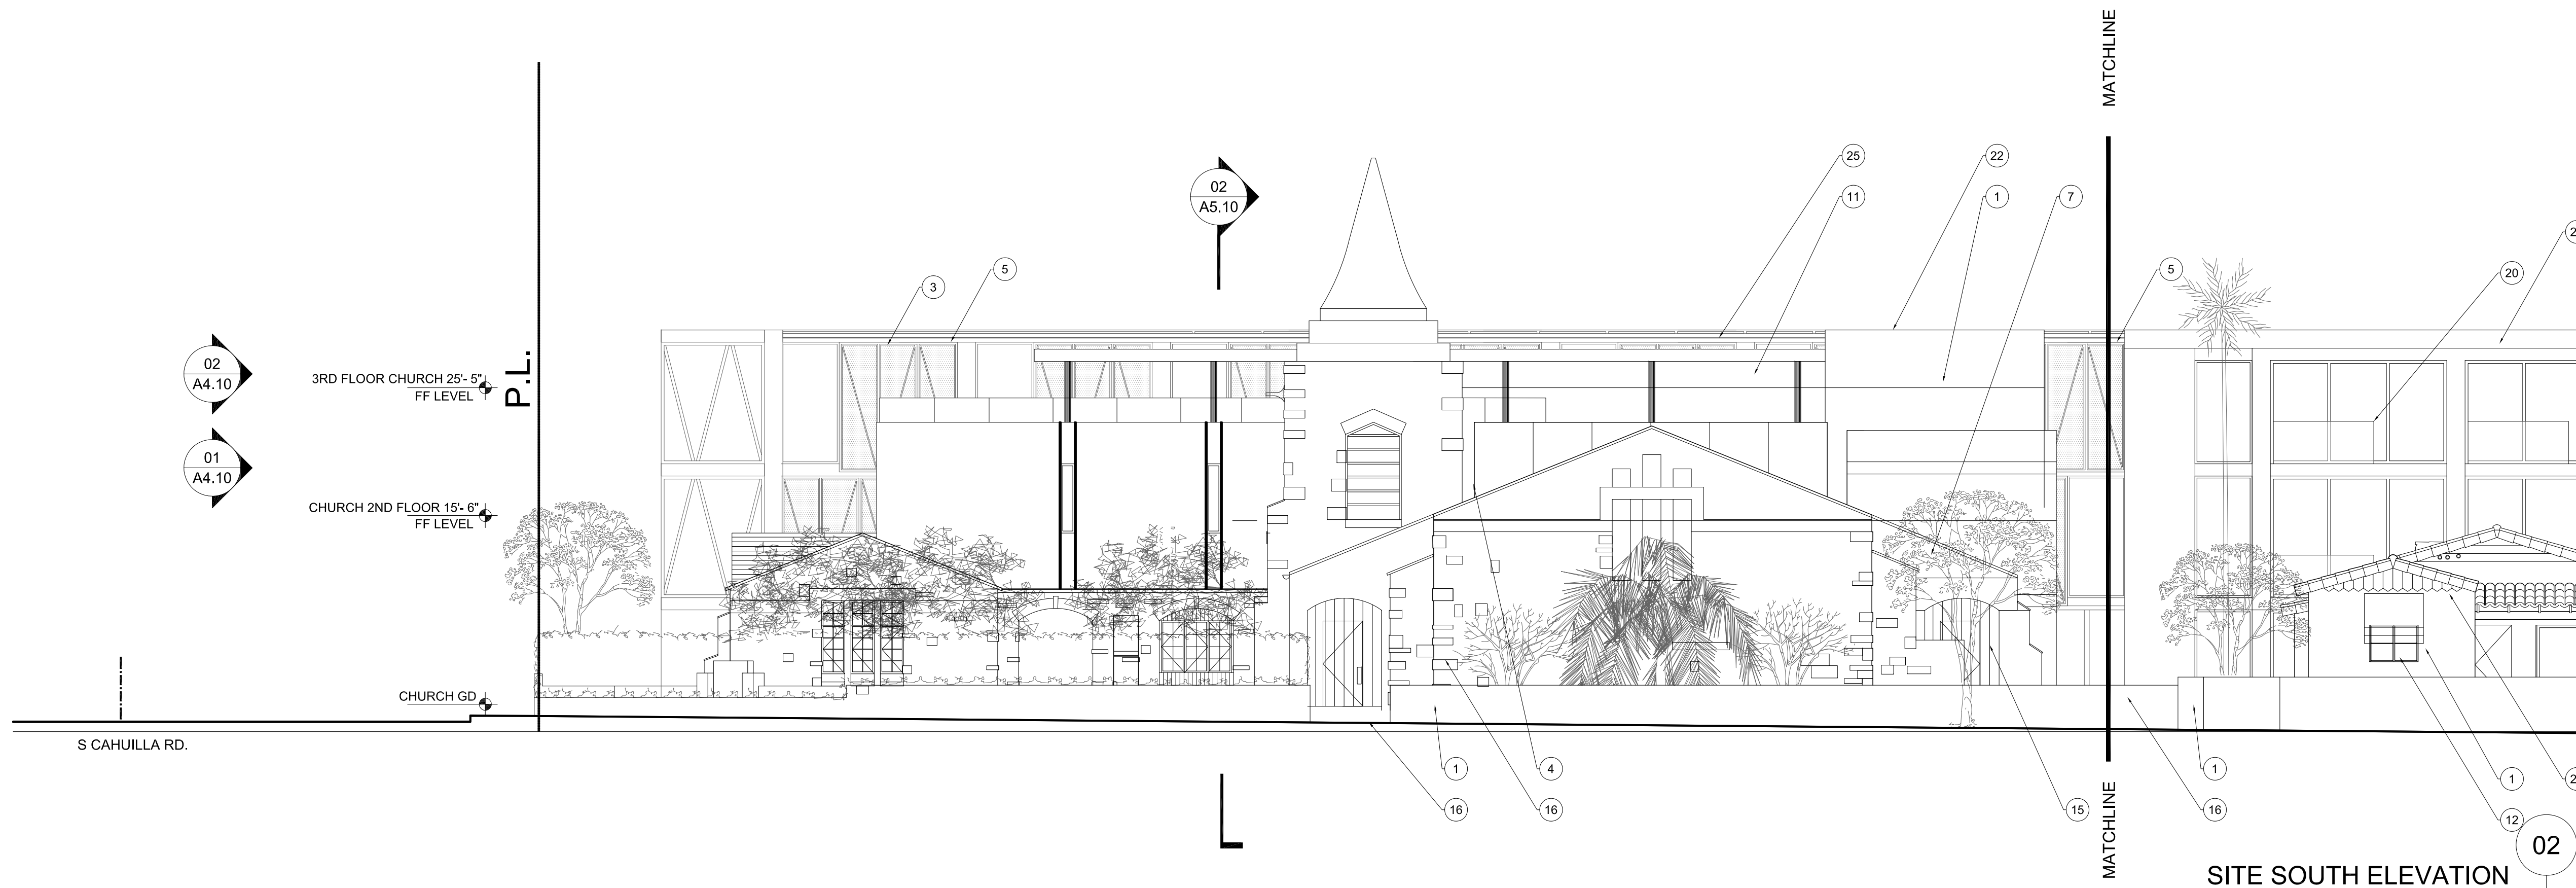 MATCHLINE
25
22
02
A5.10
11
1
7
2
3
5
5
20
02
A4.10
3RD FLOOR CHURCH 25'- 5"
FF LEVEL
P.L.
01
A4.10
CHURCH 2ND FLOOR 15'- 6"
FF LEVEL
CHURCH GD
S CAHUILLA RD.
1
4
1
1
2
16
16
15
16
12
MATCHLINE
02
SITE SOUTH ELEVATION